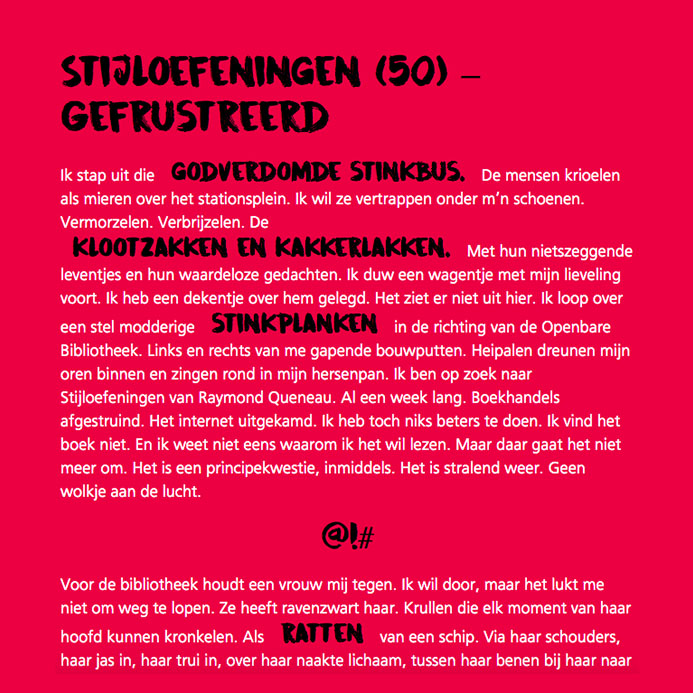 STIJLOEFENINGEN (50) –
GEFRUSTREERD
Ik stap uit die GODVERDOMDE STINKBUS. De mensen krioelen
als mieren over het stationsplein. Ik wil ze vertrappen onder m’n schoenen.
Vermorzelen. Verbrijzelen. De
KLOOTZAKKEN EN KAKKERLAKKEN. Met hun nietszeggende
leventjes en hun waardeloze gedachten. Ik duw een wagentje met mijn lieveling
voort. Ik heb een dekentje over hem gelegd. Het ziet er niet uit hier. Ik loop over
een stel modderige STINKPLANKEN in de richting van de Openbare
Bibliotheek. Links en rechts van me gapende bouwputten. Heipalen dreunen mijn
oren binnen en zingen rond in mijn hersenpan. Ik ben op zoek naar
Stijloefeningen van Raymond Queneau. Al een week lang. Boekhandels
afgestruind. Het internet uitgekamd. Ik heb toch niks beters te doen. Ik vind het
boek niet. En ik weet niet eens waarom ik het wil lezen. Maar daar gaat het niet
meer om. Het is een principekwestie, inmiddels. Het is stralend weer. Geen
wolkje aan de lucht.
@!#
Voor de bibliotheek houdt een vrouw mij tegen. Ik wil door, maar het lukt me
niet om weg te lopen. Ze heeft ravenzwart haar. Krullen die elk moment van haar
hoofd kunnen kronkelen. Als RATTEN van een schip. Via haar schouders,
haar jas in, haar trui in, over haar naakte lichaam, tussen haar benen bij haar naar